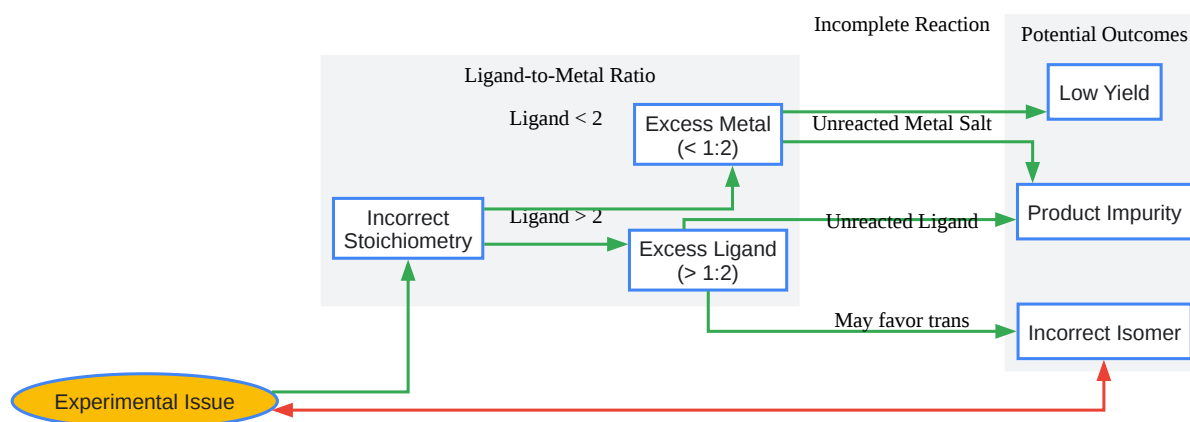 Incomplete Reaction
Potential Outcomes
Ligand-to-Metal Ratio
Low Yield
Ligand < 2
Excess Metal
(< 1:2)
Unreacted Metal Salt
Incorrect
Stoichiometry
Ligand > 2
Excess Ligand
(> 1:2)
Unreacted Ligand
Product Impurity
May favor trans
Incorrect Isomer
Experimental Issue